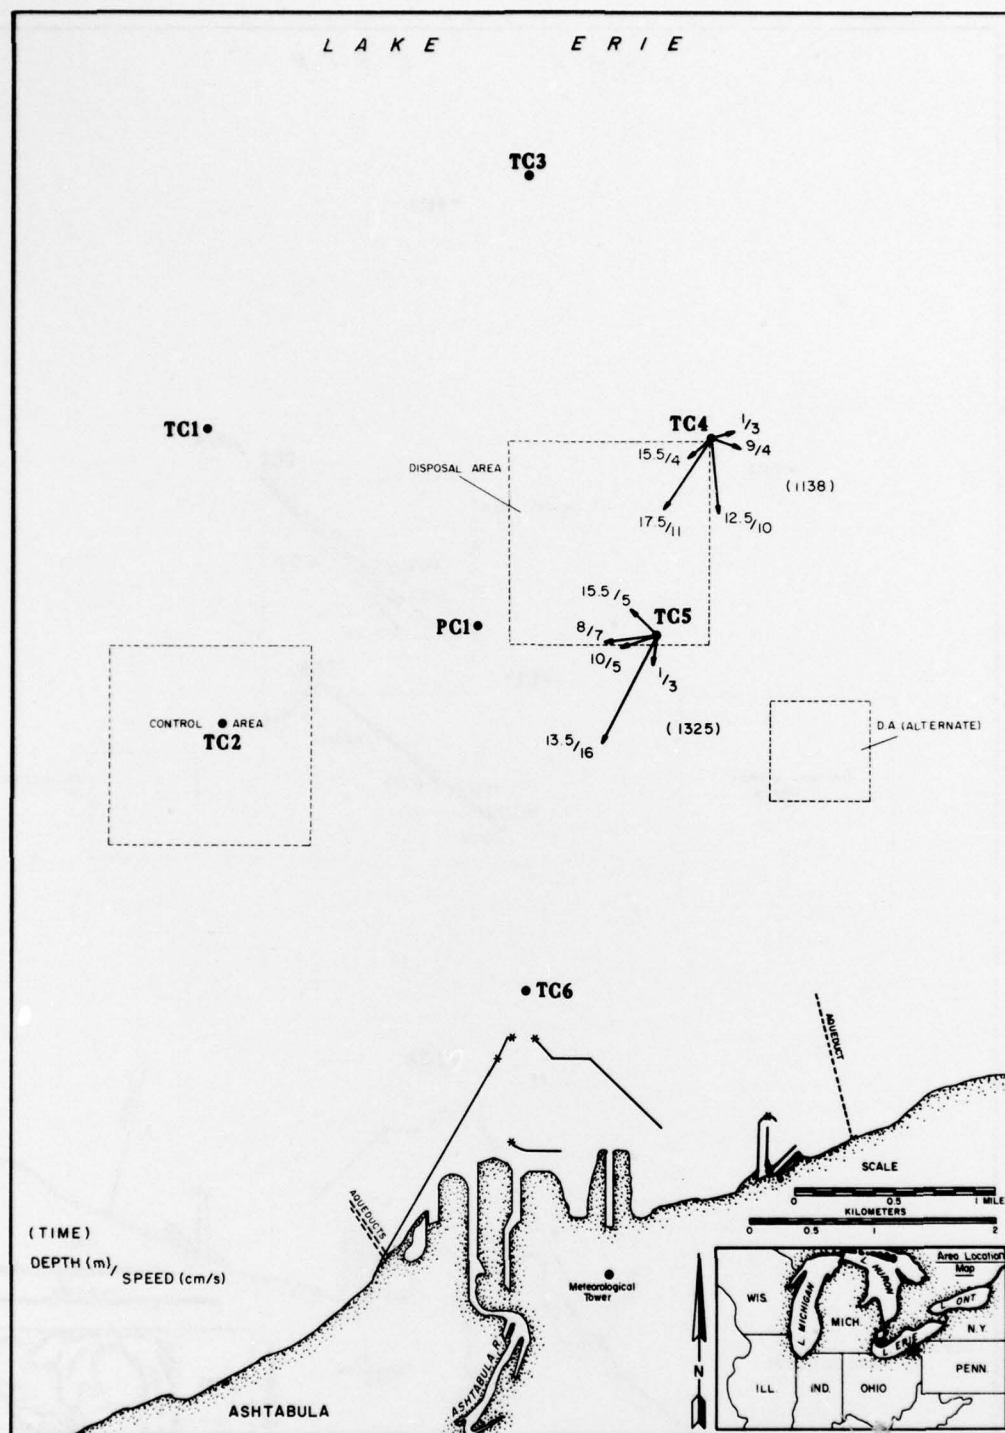 LAKE ERIE
TC3
TC1
TC4
1/3
9/4
15.5/4
DISPOSAL AREA
(1138)
17.5/11
12.5/10
15.5/5
PC1
TC5
8/7
10/5
1/3
CONTROL AREA
TC2
(1325)
D.A. (ALTERNATE)
13.5/16
TC6
AQUEDUCT
SCALE
0 0.5 1 MILE
KILOMETERS
0 0.5 1 2
AQUEDUCTS
(TIME)
DEPTH (m)/SPEED (cm/s)
Meteorological
Tower
ASHTABULA R.
ASHTABULA
N
Area Location
Map
WIS.
L. MICHIGAN
L. HURON
MICH.
L. ONT
N.Y.
L. ERIE
PENN.
ILL.
IND.
OHIO